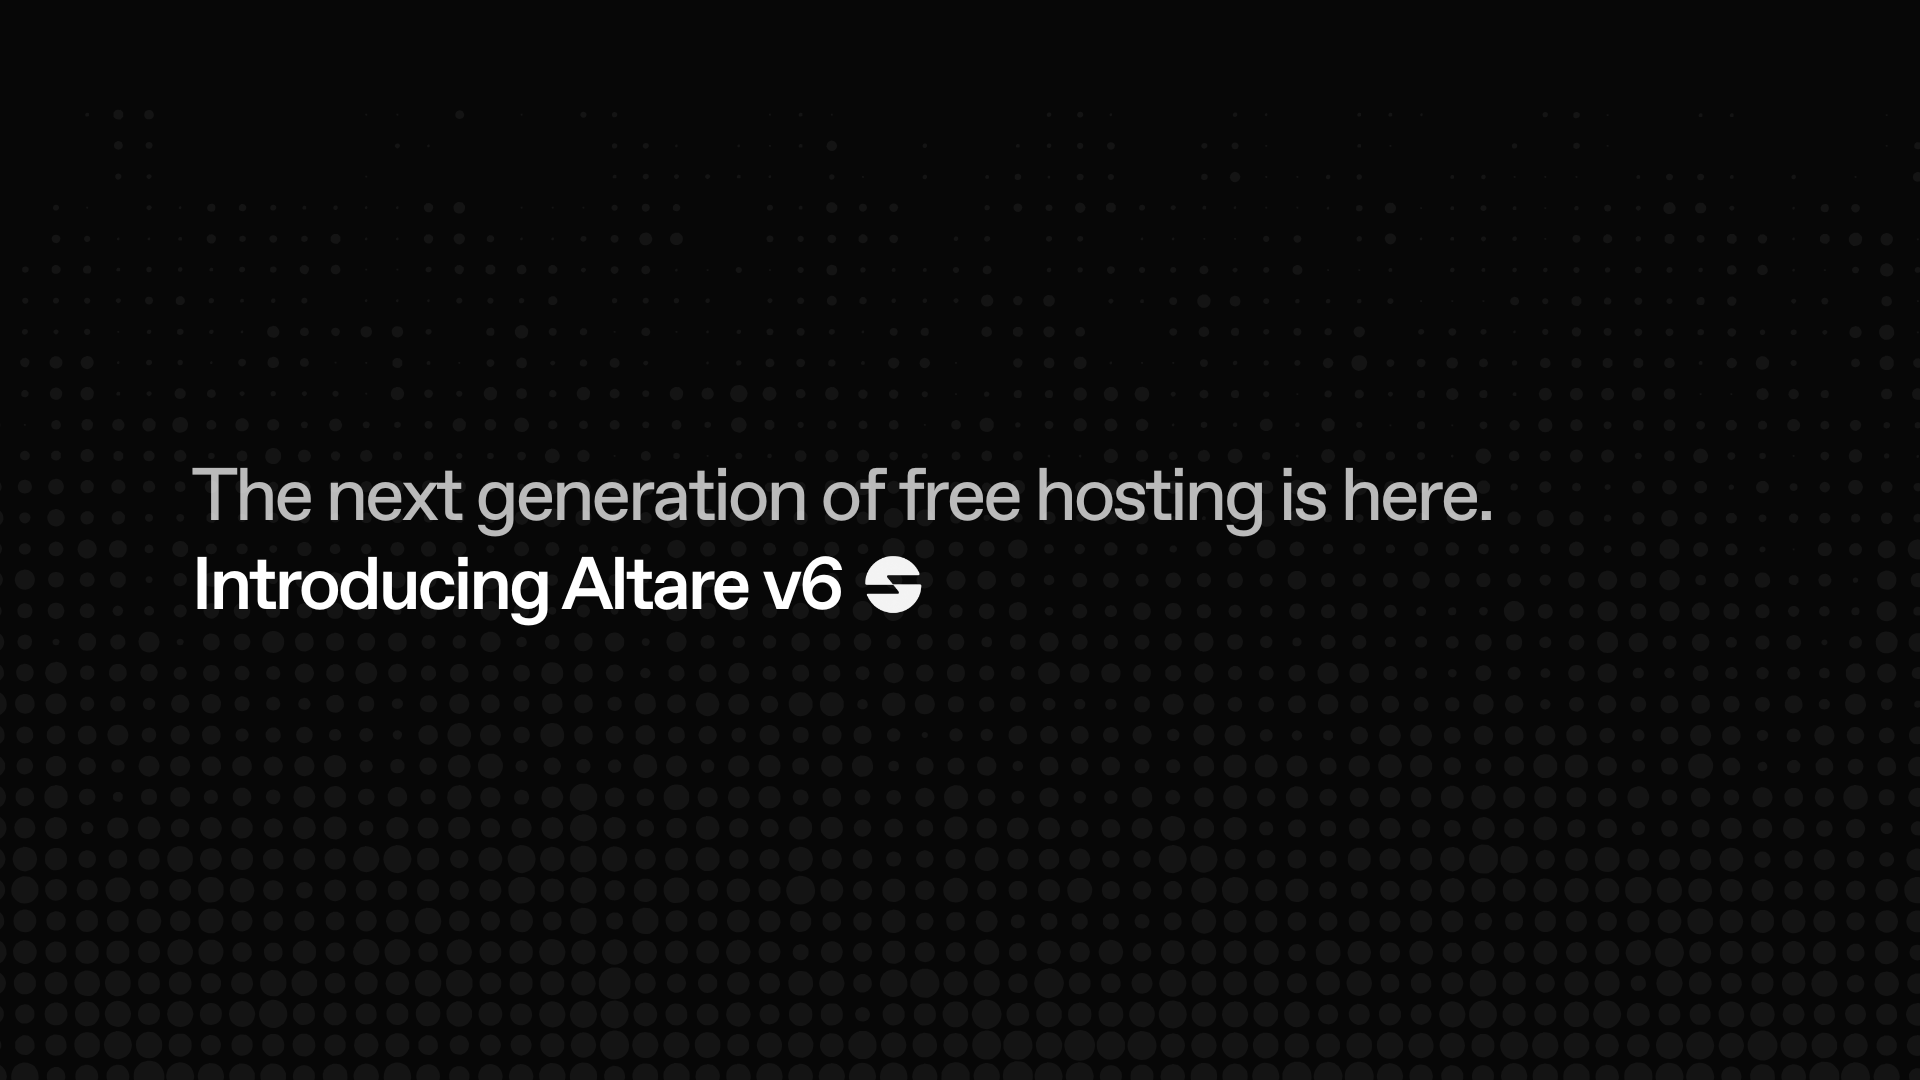 The next generation of free hosting is here.
Introducing Altare v6